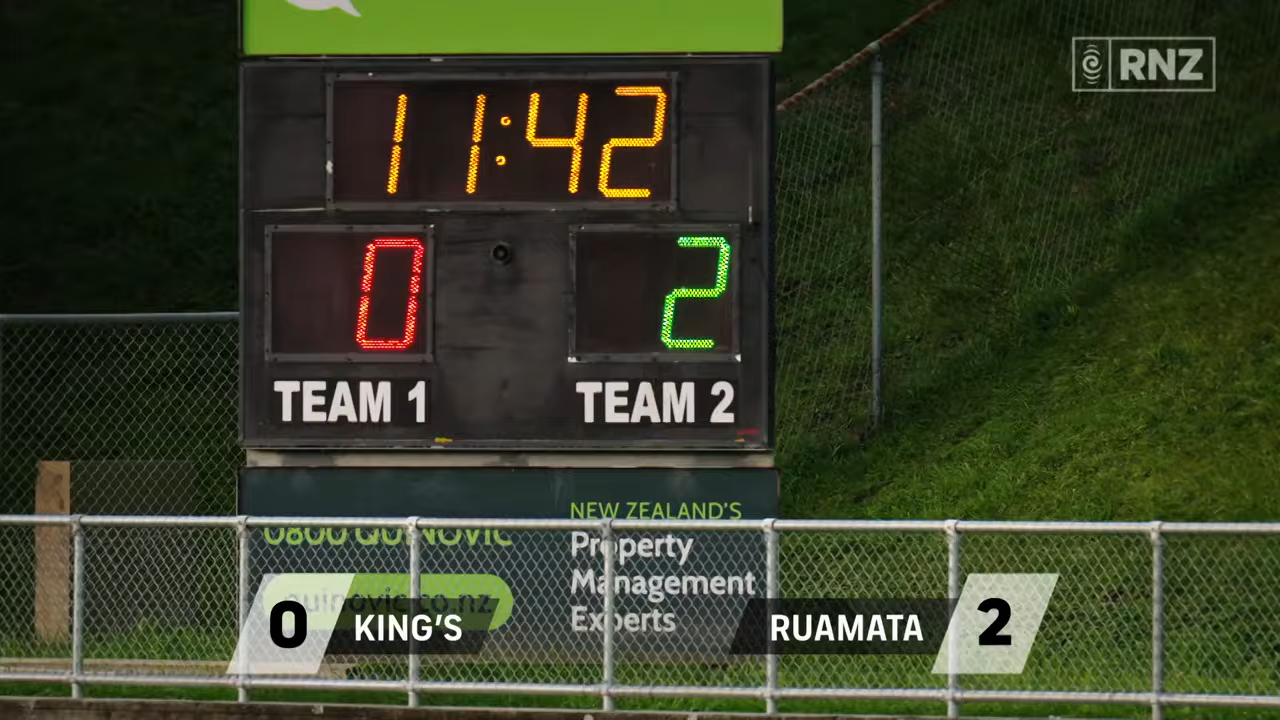 RNZ
11:42
0 2
TEAM 1 TEAM 2
0800 QUINOVIC
NEW ZEALAND'S
Property
Management
Experts
quinovic.co.nz
0 KING'S
RUAMATA 2